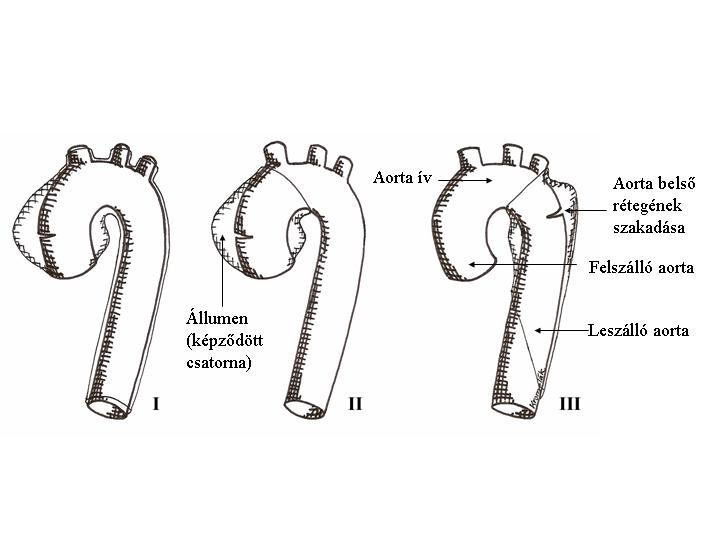 Aorta ív
Aorta belső
rétegének
szakadása
Felszálló aorta
Leszálló aorta
Állumen
(képződött
csatorna)
I
II
III